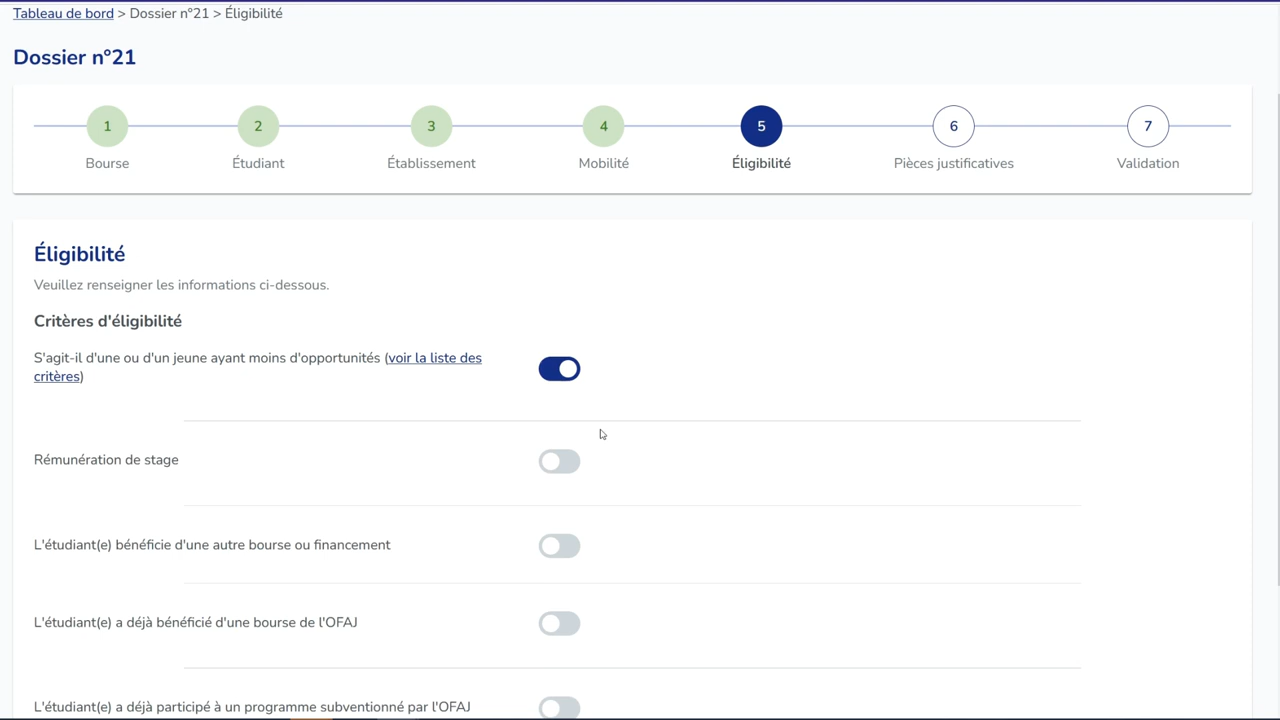 Tableau de bord > Dossier n°21 > Éligibilité
Dossier n°21
1 2 3 4 5 6 7
Bourse Étudiant Établissement Mobilité Éligibilité Pièces justificatives Validation
Éligibilité
Veuillez renseigner les informations ci-dessous.
Critères d'éligibilité
S'agit-il d'une ou d'un jeune ayant moins d'opportunités (voir la liste des
critères)
Rémunération de stage
L'étudiant(e) bénéficie d'une autre bourse ou financement
L'étudiant(e) a déjà bénéficié d'une bourse de l'OFAJ
L'étudiant(e) a déjà participé à un programme subventionné par l'OFAJ